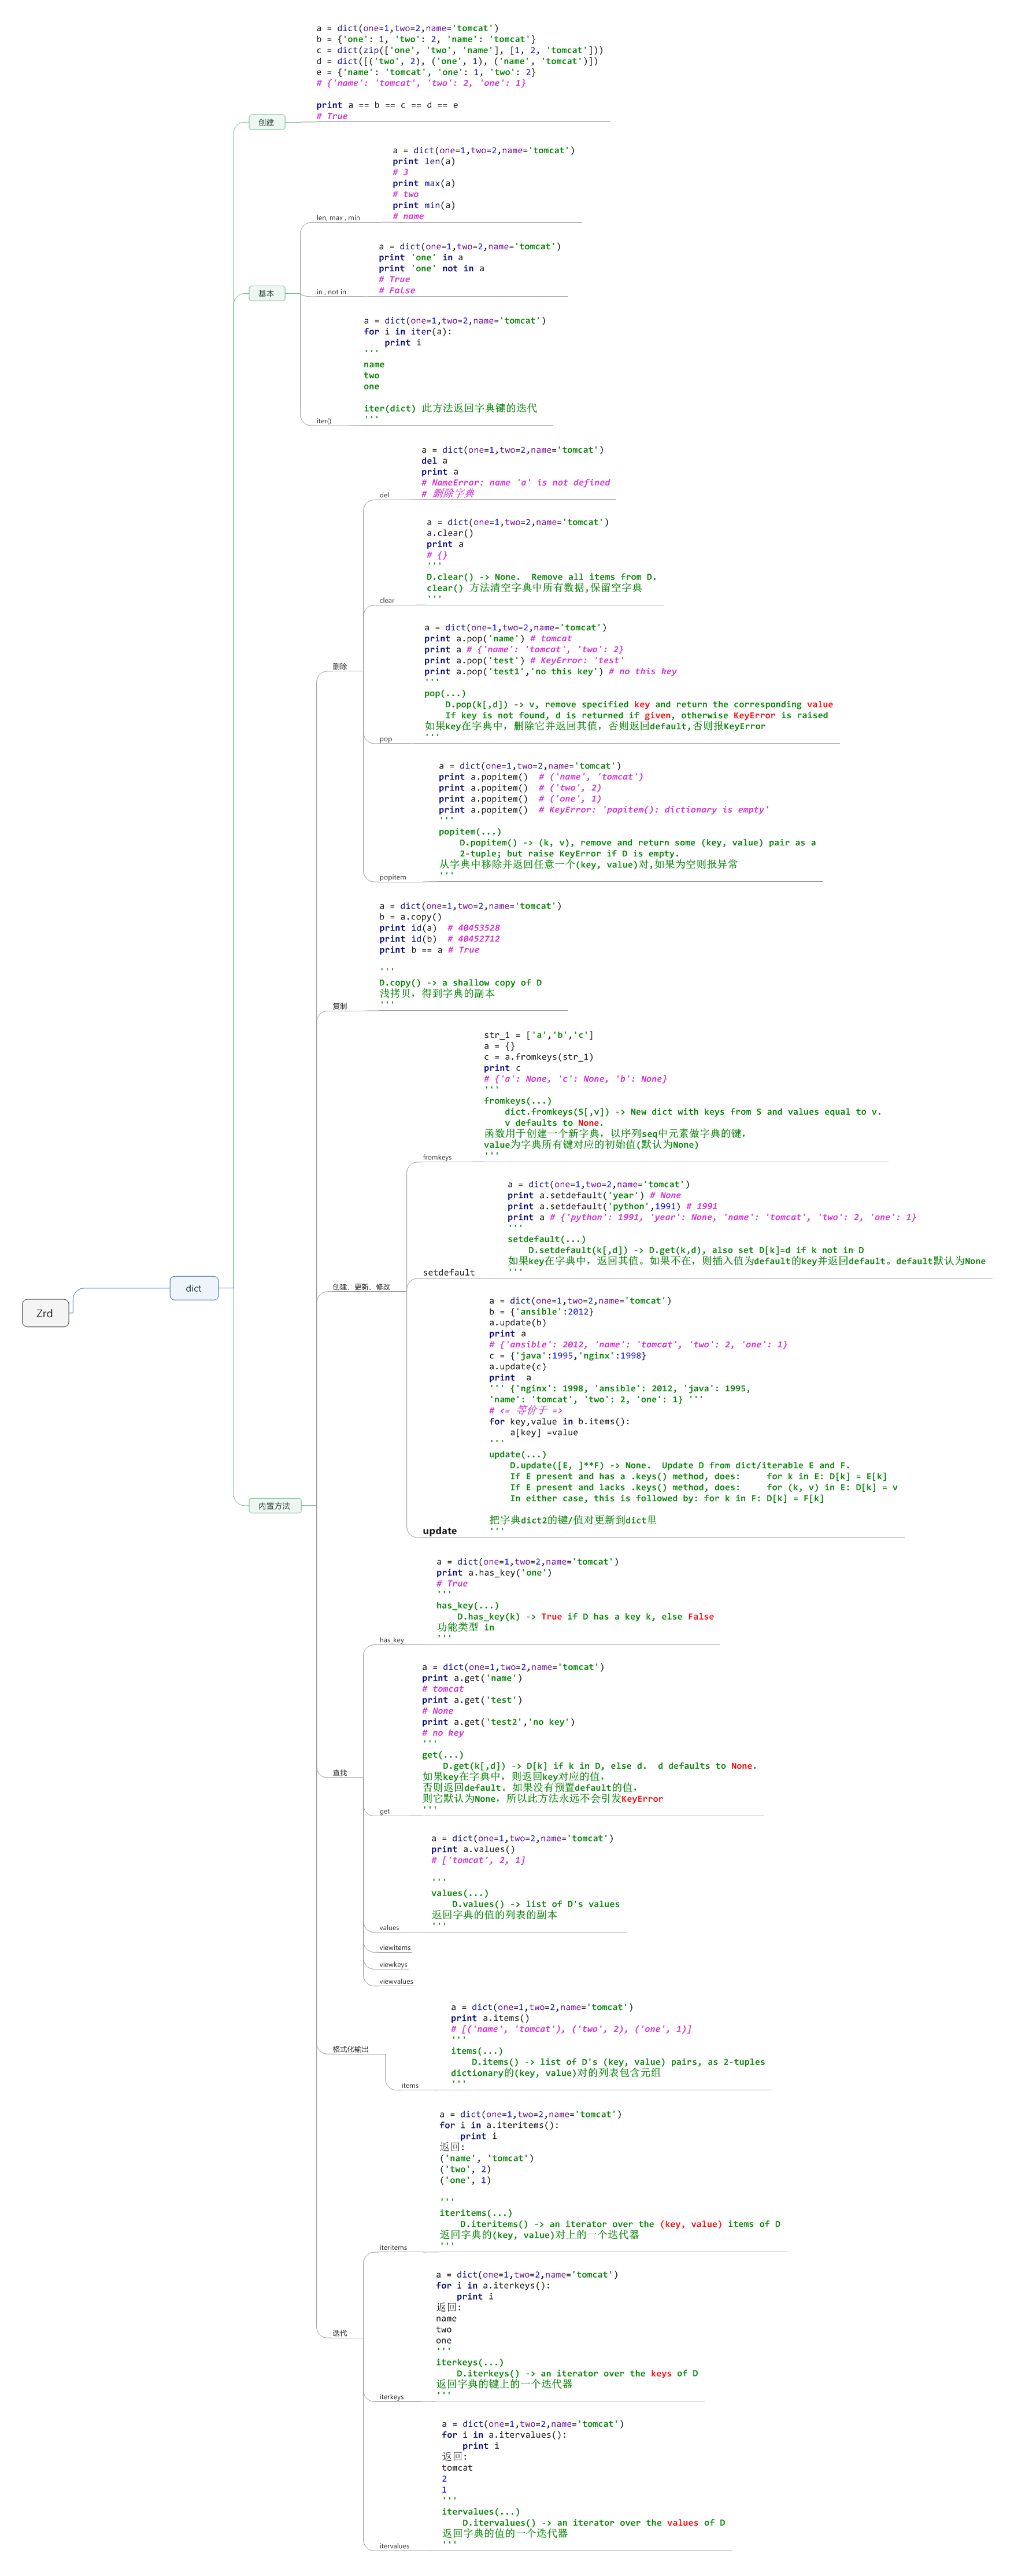 a = dict(one=1,two=2,name='tomcat')
b = {'one': 1, 'two': 2, 'name': 'tomcat'}
c = dict(zip(['one', 'two', 'name'], [1, 2, 'tomcat']))
d = dict([('two', 2), ('one', 1), ('name', 'tomcat')])
e = {'name': 'tomcat', 'one': 1, 'two': 2}
# {'name': 'tomcat', 'two': 2, 'one': 1}
print a == b == c == d == e
# True
创建
a = dict(one=1,two=2,name='tomcat')
print len(a)
# 3
print max(a)
# two
print min(a)
# name
len, max , min
a = dict(one=1,two=2,name='tomcat')
print 'one' in a
print 'one' not in a
# True
# False
in , not in
基本
a = dict(one=1,two=2,name='tomcat')
for i in iter(a):
    print i
'''
name
two
one
iter(dict) 此方法返回字典键的迭代
'''
iter()
a = dict(one=1,two=2,name='tomcat')
del a
print a
# NameError: name 'a' is not defined
# 删除字典
del
a = dict(one=1,two=2,name='tomcat')
a.clear()
print a
# {}
'''
D.clear() -> None.  Remove all items from D.
clear() 方法清空字典中所有数据,保留空字典
'''
clear
删除
a = dict(one=1,two=2,name='tomcat')
print a.pop('name') # tomcat
print a # {'name': 'tomcat', 'two': 2}
print a.pop('test') # KeyError: 'test'
print a.pop('test1','no this key') # no this key
'''
pop(...)
    D.pop(k[,d]) -> v, remove specified key and return the corresponding value
    If key is not found, d is returned if given, otherwise KeyError is raised
如果key在字典中，删除它并返回其值，否则返回default,否则报KeyError
'''
pop
a = dict(one=1,two=2,name='tomcat')
print a.popitem()  # ('name', 'tomcat')
print a.popitem()  # ('two', 2)
print a.popitem()  # ('one', 1)
print a.popitem()  # KeyError: 'popitem(): dictionary is empty'
'''
popitem(...)
    D.popitem() -> (k, v), remove and return some (key, value) pair as a
    2-tuple; but raise KeyError if D is empty.
从字典中移除并返回任意一个(key, value)对,如果为空则报异常
'''
popitem
a = dict(one=1,two=2,name='tomcat')
b = a.copy()
print id(a)  # 40453528
print id(b)  # 40452712
print b == a # True
'''
D.copy() -> a shallow copy of D
浅拷贝，得到字典的副本
'''
复制
str_1 = ['a','b','c']
a = {}
c = a.fromkeys(str_1)
print c
# {'a': None, 'c': None, 'b': None}
'''
fromkeys(...)
    dict.fromkeys(S[,v]) -> New dict with keys from S and values equal to v.
    v defaults to None.
函数用于创建一个新字典，以序列seq中元素做字典的键，
value为字典所有键对应的初始值(默认为None)
'''
fromkeys
a = dict(one=1,two=2,name='tomcat')
print a.setdefault('year') # None
print a.setdefault('python',1991) # 1991
print a # {'python': 1991, 'year': None, 'name': 'tomcat', 'two': 2, 'one': 1}
'''
setdefault(...)
    D.setdefault(k[,d]) -> D.get(k,d), also set D[k]=d if k not in D
如果key在字典中，返回其值。如果不在，则插入值为default的key并返回default。default默认为None
'''
setdefault
创建、更新、修改
dict
Zrd
a = dict(one=1,two=2,name='tomcat')
b = {'ansible':2012}
a.update(b)
print a
# {'ansible': 2012, 'name': 'tomcat', 'two': 2, 'one': 1}
c = {'java':1995,'nginx':1998}
a.update(c)
print  a
''' {'nginx': 1998, 'ansible': 2012, 'java': 1995,
'name': 'tomcat', 'two': 2, 'one': 1} '''
# <= 等价于 =>
for key,value in b.items():
    a[key] =value
'''
update(...)
    D.update([E, ]**F) -> None.  Update D from dict/iterable E and F.
    If E present and has a .keys() method, does:     for k in E: D[k] = E[k]
    If E present and lacks .keys() method, does:     for (k, v) in E: D[k] = v
    In either case, this is followed by: for k in F: D[k] = F[k]
把字典dict2的键/值对更新到dict里
'''
update
内置方法
a = dict(one=1,two=2,name='tomcat')
print a.has_key('one')
# True
'''
has_key(...)
    D.has_key(k) -> True if D has a key k, else False
功能类型 in
'''
has_key
a = dict(one=1,two=2,name='tomcat')
print a.get('name')
# tomcat
print a.get('test')
# None
print a.get('test2','no key')
# no key
'''
get(...)
    D.get(k[,d]) -> D[k] if k in D, else d.  d defaults to None.
如果key在字典中，则返回key对应的值，
否则返回default。如果没有预置default的值，
则它默认为None，所以此方法永远不会引发KeyError
'''
get
查找
a = dict(one=1,two=2,name='tomcat')
print a.values()
# ['tomcat', 2, 1]
'''
values(...)
    D.values() -> list of D's values
返回字典的值的列表的副本
'''
values
viewitems
viewkeys
viewvalues
a = dict(one=1,two=2,name='tomcat')
print a.items()
# [('name', 'tomcat'), ('two', 2), ('one', 1)]
'''
items(...)
    D.items() -> list of D's (key, value) pairs, as 2-tuples
dictionary的(key, value)对的列表包含元组
'''
格式化输出
items
a = dict(one=1,two=2,name='tomcat')
for i in a.iteritems():
    print i
返回:
('name', 'tomcat')
('two', 2)
('one', 1)
'''
iteritems(...)
    D.iteritems() -> an iterator over the (key, value) items of D
返回字典的(key, value)对上的一个迭代器
'''
iteritems
a = dict(one=1,two=2,name='tomcat')
for i in a.iterkeys():
    print i
返回:
name
two
one
'''
iterkeys(...)
    D.iterkeys() -> an iterator over the keys of D
返回字典的键上的一个迭代器
'''
迭代
iterkeys
a = dict(one=1,two=2,name='tomcat')
for i in a.itervalues():
    print i
返回:
tomcat
2
1
'''
itervalues(...)
    D.itervalues() -> an iterator over the values of D
返回字典的值的一个迭代器
'''
itervalues